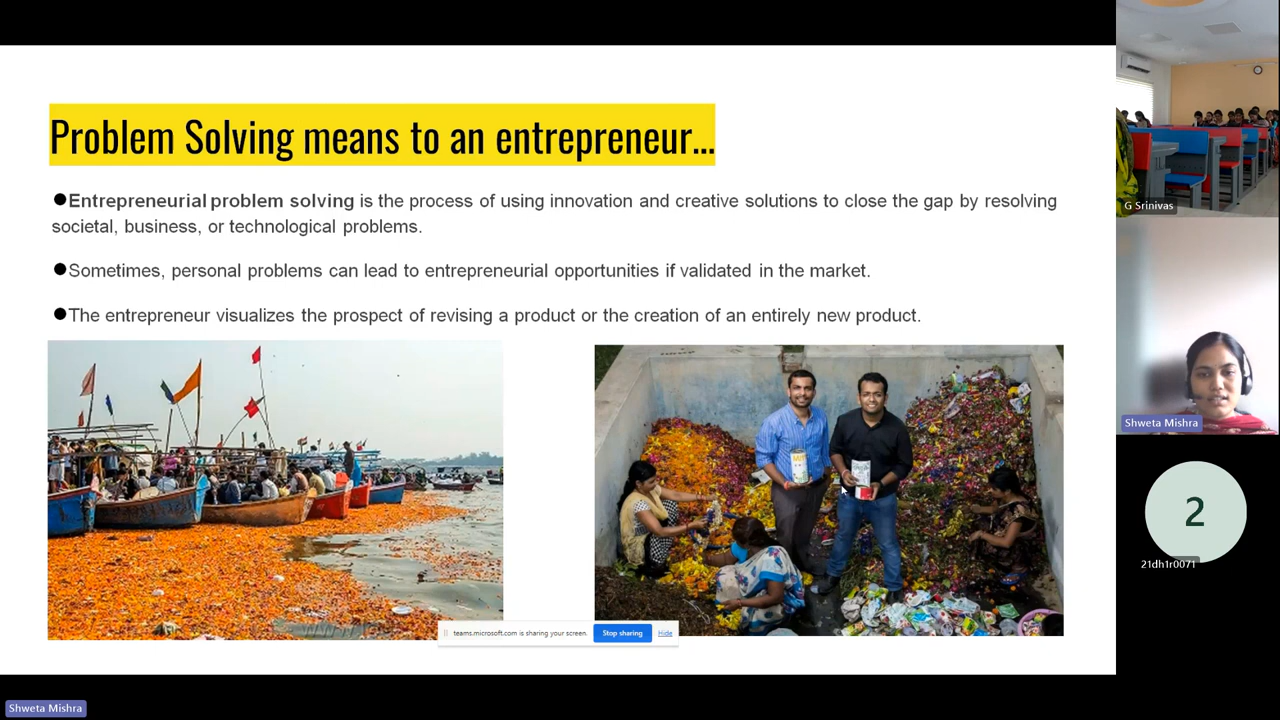 Problem Solving means to an entrepreneur...
●Entrepreneurial problem solving is the process of using innovation and creative solutions to close the gap by resolving
societal, business, or technological problems.
●Sometimes, personal problems can lead to entrepreneurial opportunities if validated in the market.
●The entrepreneur visualizes the prospect of revising a product or the creation of an entirely new product.
teams.microsoft.com is sharing your screen.
Stop sharing
Hide
G Srinivas
Shweta Mishra
2
21dh1r0071
Shweta Mishra